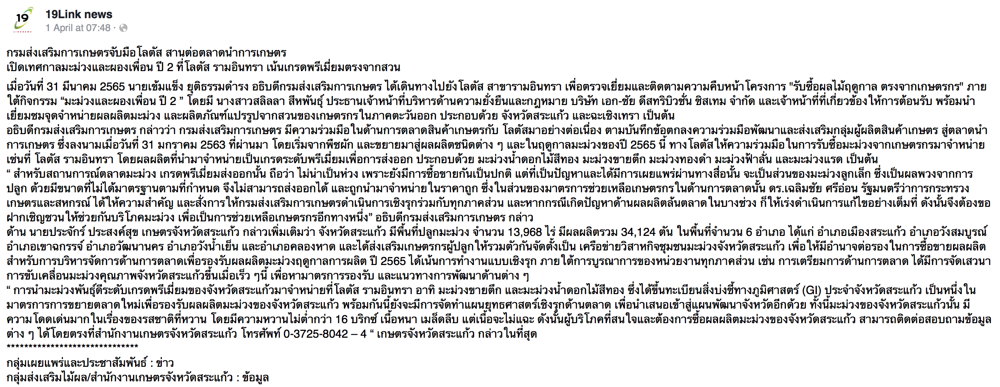 19
LINKNEWS
19Link news
1 April at 07:48 ·
กรมส่งเสริมการเกษตรจับมือโลตัส สานต่อตลาดนำการเกษตร
เปิดเทศกาลมะม่วงและผองเพื่อน ปี 2 ที่โลตัส รามอินทรา เน้นเกรดพรีเมี่ยมตรงจากสวน
เมื่อวันที่ 31 มีนาคม 2565 นายเข้มแข็ง ยุติธรรมดำรง อธิบดีกรมส่งเสริมการเกษตร ได้เดินทางไปยังโลตัส สาขารามอินทรา เพื่อตรวจเยี่ยมและติดตามความคืบหน้าโครงการ "รับซื้อผลไม้ฤดูกาล ตรงจากเกษตรกร" ภาย
ใต้กิจกรรม “มะม่วงและผองเพื่อน ปี 2 ” โดยมี นางสาวสลิลลา สีหพันธุ์ ประธานเจ้าหน้าที่บริหารด้านความยั่งยืนและกฎหมาย บริษัท เอก-ชัย ดีสทริบิวชั่น ซิสเทม จำกัด และเจ้าหน้าที่ที่เกี่ยวข้องให้การต้อนรับ พร้อมนำ
เยี่ยมชมจุดจำหน่ายผลผลิตมะม่วง และผลิตภัณฑ์แปรรูปจากสวนของเกษตรกรในภาคตะวันออก ประกอบด้วย จังหวัดสระแก้ว และฉะเชิงเทรา เป็นต้น
อธิบดีกรมส่งเสริมการเกษตร กล่าวว่า กรมส่งเสริมการเกษตร มีความร่วมมือในด้านการตลาดสินค้าเกษตรกับ โลตัสมาอย่างต่อเนื่อง ตามบันทึกข้อตกลงความร่วมมือพัฒนาและส่งเสริมกลุ่มผู้ผลิตสินค้าเกษตร สู่ตลาดนำ
การเกษตร ซึ่งลงนามเมื่อวันที่ 31 มกราคม 2563 ที่ผ่านมา โดยเริ่มจากพืชผัก และขยายมาสู่ผลผลิตชนิดต่าง ๆ และในฤดูกาลมะม่วงของปี 2565 นี้ ทางโลตัสให้ความร่วมมือในการรับซื้อมะม่วงจากเกษตรกรมาจำหน่าย
เช่นที่ โลตัส รามอินทรา โดยผลผลิตที่นำมาจำหน่ายเป็นเกรดระดับพรีเมี่ยมเพื่อการส่งออก ประกอบด้วย มะม่วงน้ำดอกไม้สีทอง มะม่วงขายตึก มะม่วงทองดำ มะม่วงฟ้าลั่น และมะม่วงแรด เป็นต้น
“ สำหรับสถานการณ์ตลาดมะม่วง เกรดพรีเมี่ยมส่งออกนั้น ถือว่า ไม่น่าเป็นห่วง เพราะยังมีการซื้อขายกันเป็นปกติ แต่ที่เป็นปัญหาและได้มีการเผยแพร่ผ่านทางสื่อนั้น จะเป็นส่วนของมะม่วงลูกเล็ก ซึ่งเป็นผลพวงจากการ
ปลูก ด้วยมีขนาดที่ไม่ได้มาตรฐานตามที่กำหนด จึงไม่สามารถส่งออกได้ และถูกนำมาจำหน่ายในราคาถูก ซึ่งในส่วนของมาตรการช่วยเหลือเกษตรกรในด้านการตลาดนั้น ดร.เฉลิมชัย ศรีอ่อน รัฐมนตรีว่าการกระทรวง
เกษตรและสหกรณ์ ได้ให้ความสำคัญ และสั่งการให้กรมส่งเสริมการเกษตรดำเนินการเชิงรุกร่วมกับทุกภาคส่วน และหากกรณีเกิดปัญหาด้านผลผลิตล้นตลาดในบางช่วง ก็ให้เร่งดำเนินการแก้ไขอย่างเต็มที่ ดังนั้นจึงต้องขอ
ฝากเชิญชวนให้ช่วยกันบริโภคมะม่วง เพื่อเป็นการช่วยเหลือเกษตรกรอีกทางหนึ่ง” อธิบดีกรมส่งเสริมการเกษตร กล่าว
ด้าน นายประจักร์ ประสงค์สุข เกษตรจังหวัดสระแก้ว กล่าวเพิ่มเติมว่า จังหวัดสระแก้ว มีพื้นที่ปลูกมะม่วง จำนวน 13,968 ไร่ มีผลผลิตรวม 34,124 ตัน ในพื้นที่จำนวน 6 อำเภอ ได้แก่ อำเภอเมืองสระแก้ว อำเภอวังสมบูรณ์
อำเภอเขาฉกรรจ์ อำเภอวัฒนานคร อำเภอวังน้ำเย็น และอำเภอคลองหาด และได้ส่งเสริมเกษตรกรผู้ปลูกให้รวมตัวกันจัดตั้งเป็น เครือข่ายวิสาหกิจชุมชนมะม่วงจังหวัดสระแก้ว เพื่อให้มีอำนาจต่อรองในการซื้อขายผลผลิต
สำหรับการบริหารจัดการด้านการตลาดเพื่อรองรับผลผลิตมะม่วงฤดูกาลการผลิต ปี 2565 ได้เน้นการทำงานแบบเชิงรุก ภายใต้การบูรณาการของหน่วยงานทุกภาคส่วน เช่น การเตรียมการด้านการตลาด ได้มีการจัดเสวนา
การขับเคลื่อนมะม่วงคุณภาพจังหวัดสระแก้วขึ้นเมื่อเร็ว ๆนี้ เพื่อหามาตรการรองรับ และแนวทางการพัฒนาด้านต่าง ๆ
“ การนำมะม่วงพันธุ์ดีระดับเกรดพรีเมี่ยมของจังหวัดสระแก้วมาจำหน่ายที่โลตัส รามอินทรา อาทิ มะม่วงขายตึก และมะม่วงน้ำดอกไม้สีทอง ซึ่งได้ขึ้นทะเบียนสิ่งบ่งชี้ทางภูมิศาสตร์ (GI) ประจำจังหวัดสระแก้ว เป็นหนึ่งใน
มาตรการการขยายตลาดใหม่เพื่อรองรับผลผลิตมะม่วงของจังหวัดสระแก้ว พร้อมกันนี้ยังจะมีการจัดทำแผนยุทธศาสตร์เชิงรุกด้านตลาด เพื่อนำเสนอเข้าสู่แผนพัฒนาจังหวัดอีกด้วย ทั้งนี้มะม่วงของจังหวัดสระแก้วนั้น มี
ความโดดเด่นมากในเรื่องของรสชาติที่หวาน โดยมีความหวานไม่ต่ำกว่า 16 บริกซ์ เนื้อหนา เมล็ดลีบ แต่เนื้อจะไม่แฉะ ดังนั้นผู้บริโภคที่สนใจและต้องการซื้อผลผลิตมะม่วงของจังหวัดสระแก้ว สามารถติดต่อสอบถามข้อมูล
ต่าง ๆ ได้โดยตรงที่สำนักงานเกษตรจังหวัดสระแก้ว โทรศัพท์ 0-3725-8042 – 4 “ เกษตรจังหวัดสระแก้ว กล่าวในที่สุด
******************************
กลุ่มเผยแพร่และประชาสัมพันธ์ : ข่าว
กลุ่มส่งเสริมไม้ผล/สำนักงานเกษตรจังหวัดสระแก้ว : ข้อมูล